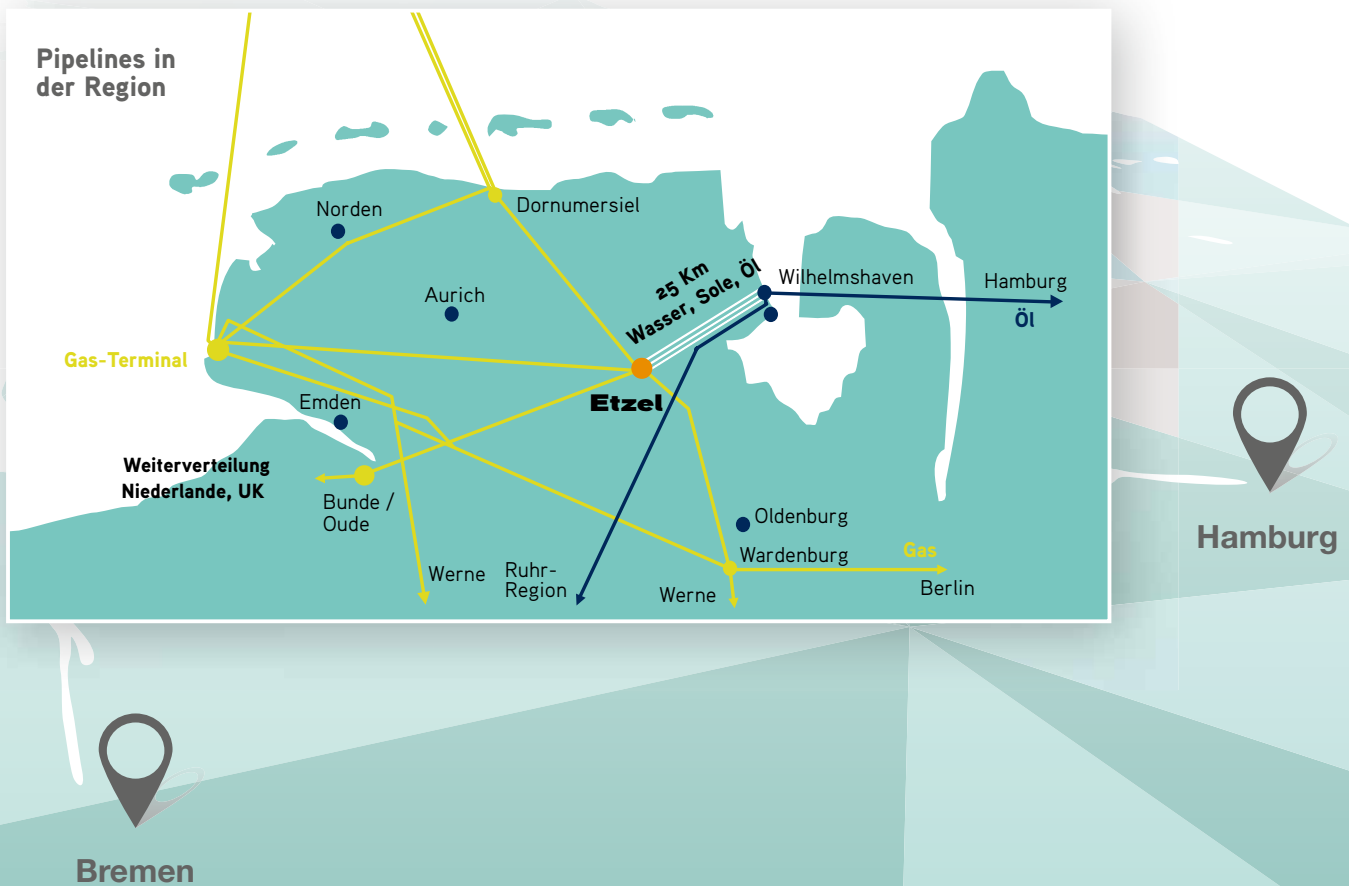 Pipelines in
der Region
Norden
Dornumersiel
Aurich
25 Km
Wasser, Sole, Öl
Wilhelmshaven
Hamburg
Öl
Gas-Terminal
Emden
Etzel
Weiterverteilung
Niederlande, UK
Bunde /
Oude
Oldenburg
Wardenburg
Gas
Werne
Ruhr-
Region
Werne
Berlin
Hamburg
Bremen